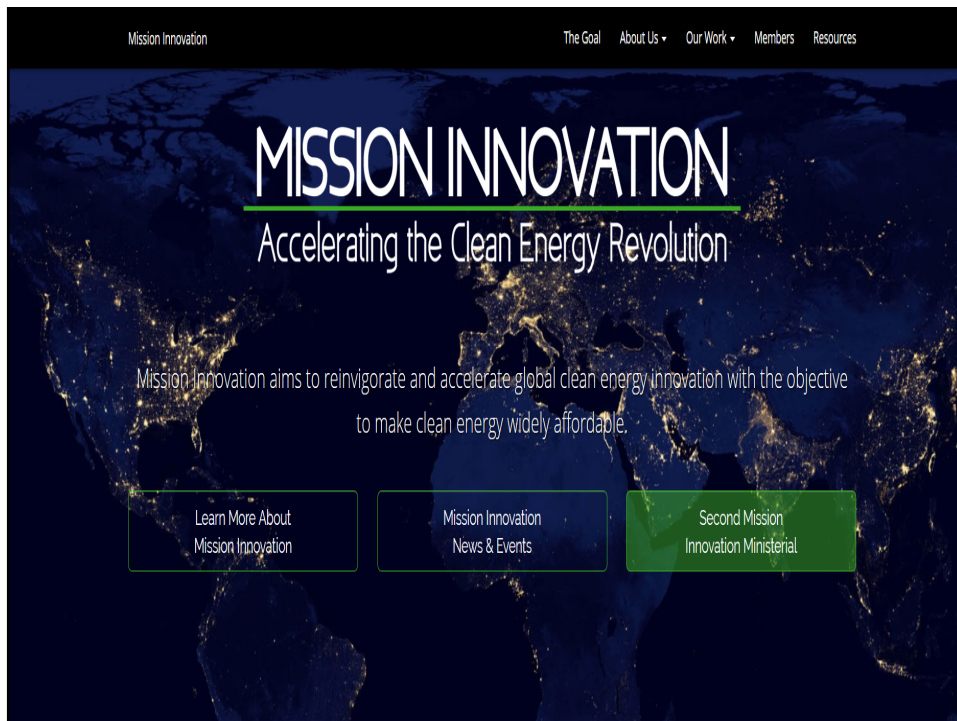 Mission Innovation
The Goal
About Us
Our Work
Members
Resources
MISSION INNOVATION
Accelerating the Clean Energy Revolution
Mission Innovation aims to reinvigorate and accelerate global clean energy innovation with the objective
to make clean energy widely affordable.
Learn More About
Mission Innovation
Mission Innovation
News & Events
Second Mission
Innovation Ministerial